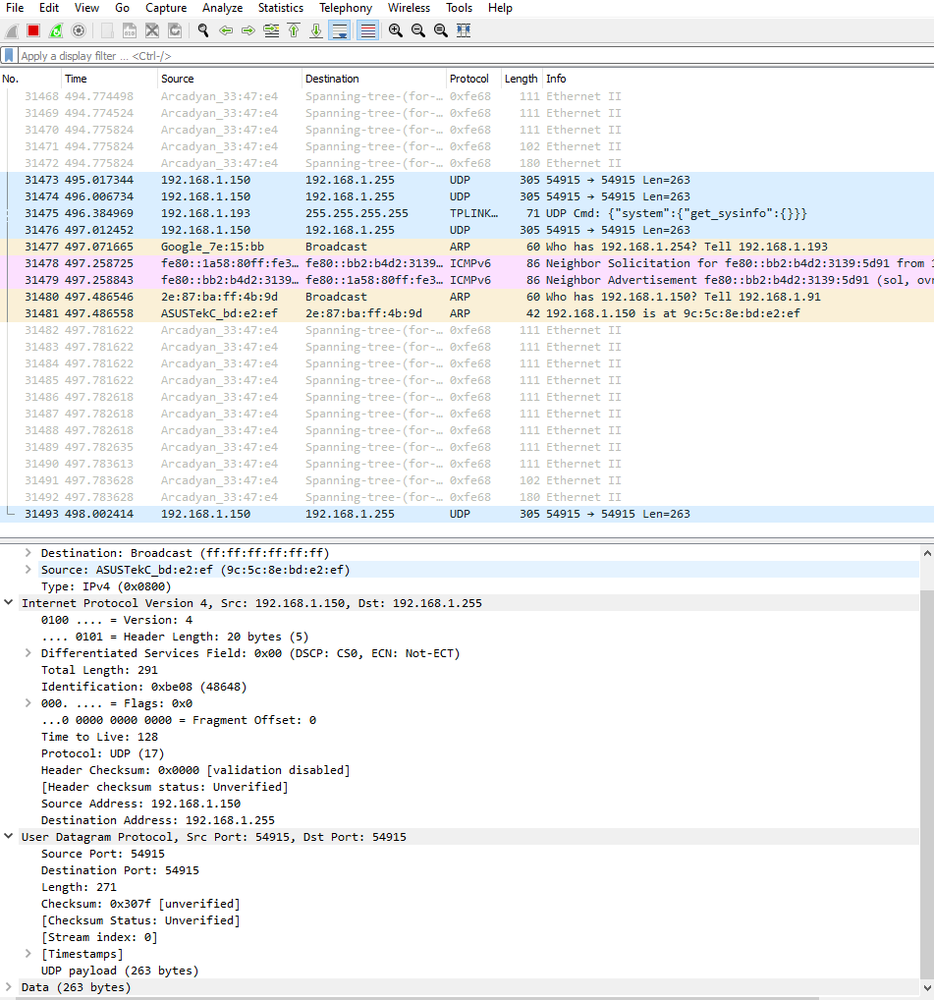 File Edit View Go Capture Analyze Statistics Telephony Wireless Tools Help
Apply a display filter ... <Ctrl-/>
No. Time Source Destination Protocol Length Info
31468 494.774498 Arcadyan_33:47:e4 Spanning-tree-(for-… 0xfe68 111 Ethernet II
31469 494.774524 Arcadyan_33:47:e4 Spanning-tree-(for-… 0xfe68 111 Ethernet II
31470 494.775824 Arcadyan_33:47:e4 Spanning-tree-(for-… 0xfe68 111 Ethernet II
31471 494.775824 Arcadyan_33:47:e4 Spanning-tree-(for-… 0xfe68 102 Ethernet II
31472 494.775824 Arcadyan_33:47:e4 Spanning-tree-(for-… 0xfe68 180 Ethernet II
31473 495.017344 192.168.1.150 192.168.1.255 UDP 305 54915 → 54915 Len=263
31474 496.006734 192.168.1.150 192.168.1.255 UDP 305 54915 → 54915 Len=263
31475 496.384969 192.168.1.193 255.255.255.255 TPLINK… 71 UDP Cmd: {"system":{"get_sysinfo":{}}}
31476 497.012452 192.168.1.150 192.168.1.255 UDP 305 54915 → 54915 Len=263
31477 497.071665 Google_7e:15:bb Broadcast ARP 60 Who has 192.168.1.254? Tell 192.168.1.193
31478 497.258725 fe80::1a58:80ff:fe3… fe80::bb2:b4d2:3139… ICMPv6 86 Neighbor Solicitation for fe80::bb2:b4d2:3139:5d91 from 1
31479 497.258843 fe80::bb2:b4d2:3139… fe80::1a58:80ff:fe3… ICMPv6 86 Neighbor Advertisement fe80::bb2:b4d2:3139:5d91 (sol, ovr
31480 497.486546 2e:87:ba:ff:4b:9d Broadcast ARP 60 Who has 192.168.1.150? Tell 192.168.1.91
31481 497.486558 ASUSTekC_bd:e2:ef 2e:87:ba:ff:4b:9d ARP 42 192.168.1.150 is at 9c:5c:8e:bd:e2:ef
31482 497.781622 Arcadyan_33:47:e4 Spanning-tree-(for-… 0xfe68 111 Ethernet II
31483 497.781622 Arcadyan_33:47:e4 Spanning-tree-(for-… 0xfe68 111 Ethernet II
31484 497.781622 Arcadyan_33:47:e4 Spanning-tree-(for-… 0xfe68 111 Ethernet II
31485 497.781622 Arcadyan_33:47:e4 Spanning-tree-(for-… 0xfe68 111 Ethernet II
31486 497.782618 Arcadyan_33:47:e4 Spanning-tree-(for-… 0xfe68 111 Ethernet II
31487 497.782618 Arcadyan_33:47:e4 Spanning-tree-(for-… 0xfe68 111 Ethernet II
31488 497.782618 Arcadyan_33:47:e4 Spanning-tree-(for-… 0xfe68 111 Ethernet II
31489 497.782635 Arcadyan_33:47:e4 Spanning-tree-(for-… 0xfe68 111 Ethernet II
31490 497.783613 Arcadyan_33:47:e4 Spanning-tree-(for-… 0xfe68 111 Ethernet II
31491 497.783628 Arcadyan_33:47:e4 Spanning-tree-(for-… 0xfe68 102 Ethernet II
31492 497.783628 Arcadyan_33:47:e4 Spanning-tree-(for-… 0xfe68 180 Ethernet II
31493 498.002414 192.168.1.150 192.168.1.255 UDP 305 54915 → 54915 Len=263
Destination: Broadcast (ff:ff:ff:ff:ff:ff)
Source: ASUSTekC_bd:e2:ef (9c:5c:8e:bd:e2:ef)
Type: IPv4 (0x0800)
Internet Protocol Version 4, Src: 192.168.1.150, Dst: 192.168.1.255
0100 .... = Version: 4
.... 0101 = Header Length: 20 bytes (5)
Differentiated Services Field: 0x00 (DSCP: CS0, ECN: Not-ECT)
Total Length: 291
Identification: 0xbe08 (48648)
000. .... = Flags: 0x0
...0 0000 0000 0000 = Fragment Offset: 0
Time to Live: 128
Protocol: UDP (17)
Header Checksum: 0x0000 [validation disabled]
[Header checksum status: Unverified]
Source Address: 192.168.1.150
Destination Address: 192.168.1.255
User Datagram Protocol, Src Port: 54915, Dst Port: 54915
Source Port: 54915
Destination Port: 54915
Length: 271
Checksum: 0x307f [unverified]
[Checksum Status: Unverified]
[Stream index: 0]
[Timestamps]
UDP payload (263 bytes)
Data (263 bytes)